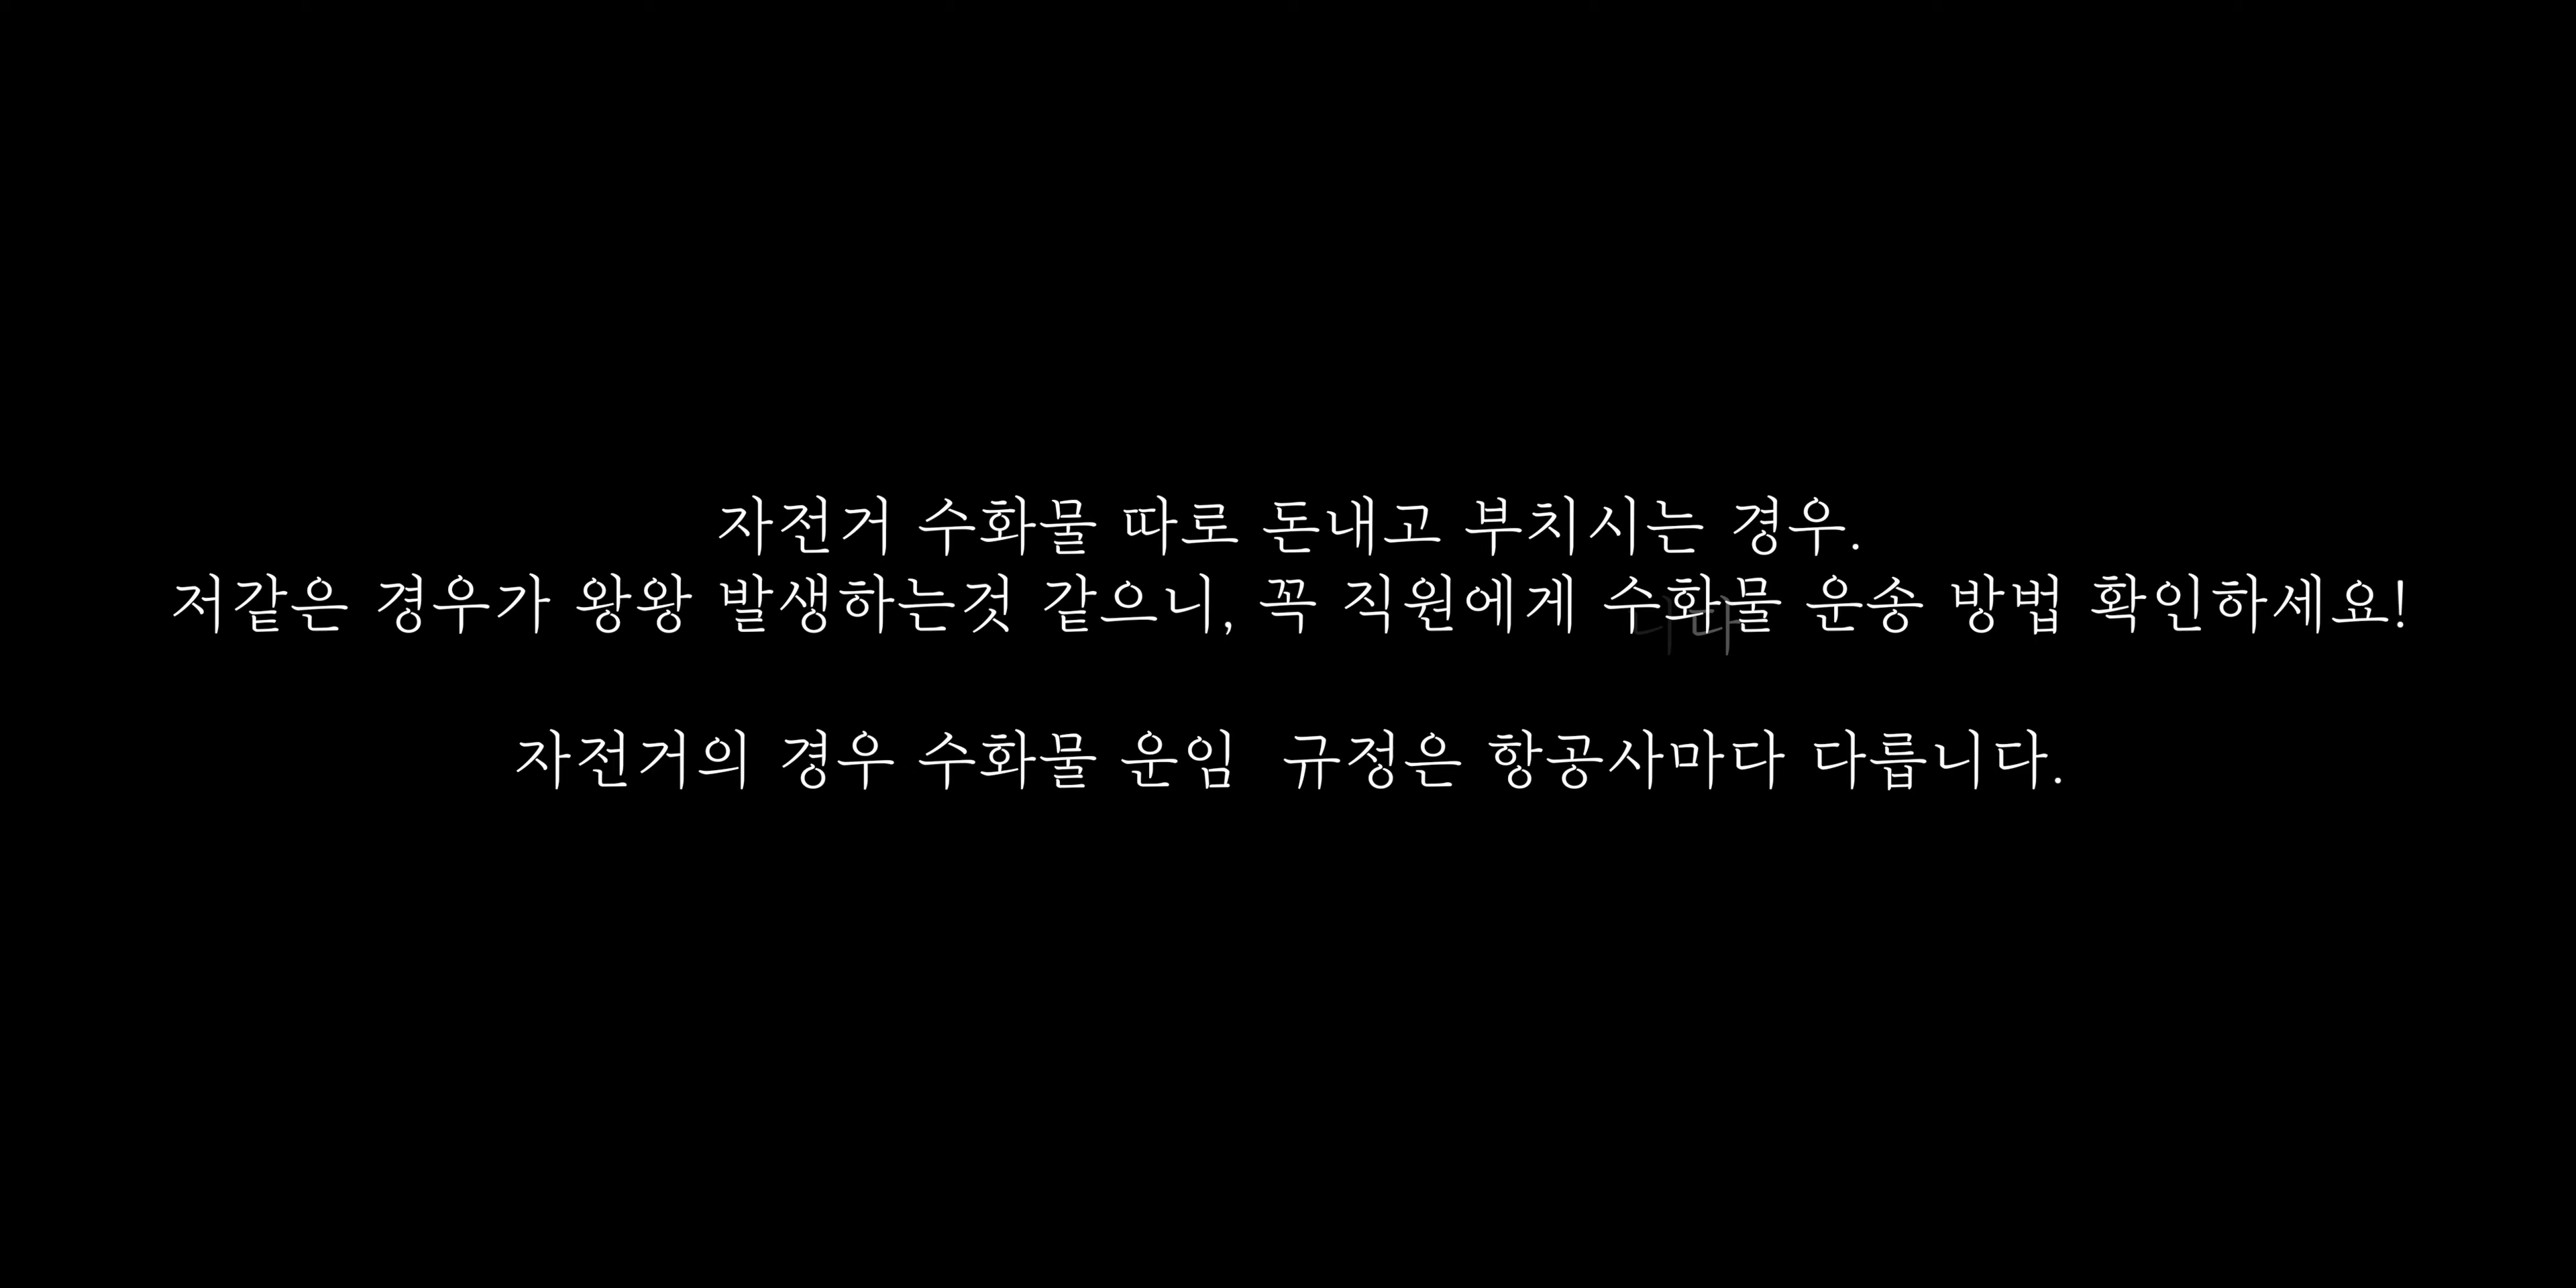 자전거 수화물 따로 돈내고 부치시는 경우.
저같은 경우가 왕왕 발생하는것 같으니, 꼭 직원에게 수화물 운송 방법 확인하세요!
자전거의 경우 수화물 운임  규정은 항공사마다 다릅니다.